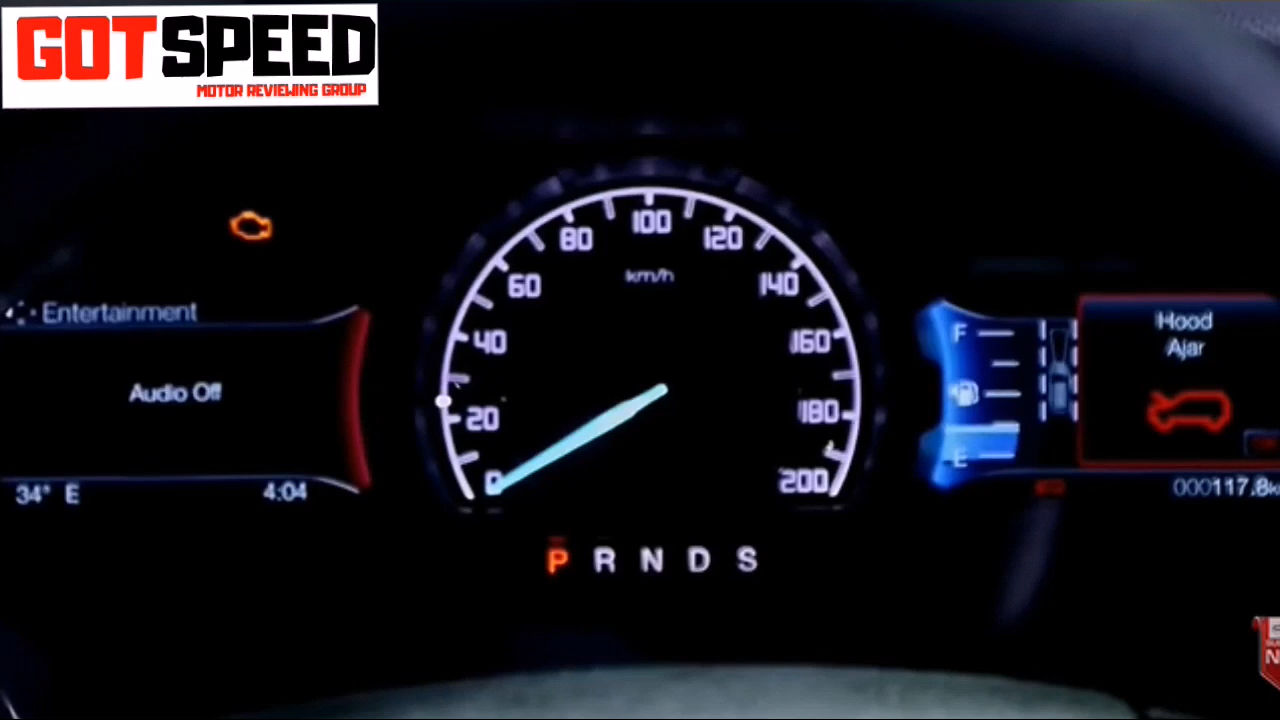 GOTSPEED
MOTOR REVIEWING GROUP
Entertainment
Audio Off
34° E 4:04
0
20
40
60
80
100
120
140
160
180
200
km/h
P R N D S
F
E
Hood
Ajar
000117.8k
N